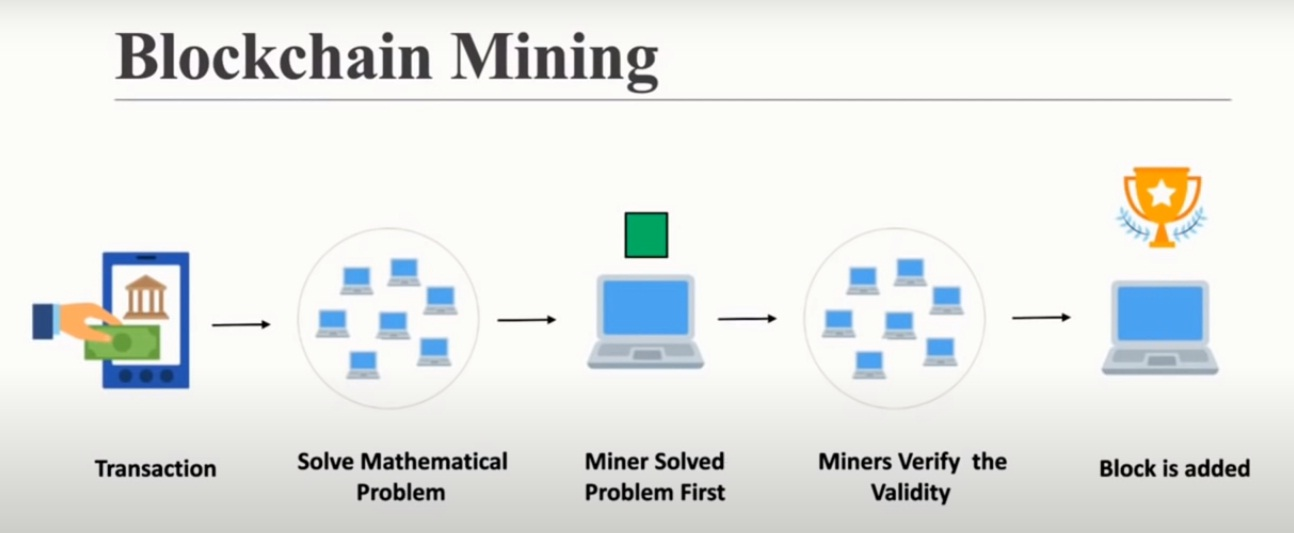 Blockchain Mining
Transaction
Solve Mathematical
Problem
Miner Solved
Problem First
Miners Verify the
Validity
Block is added